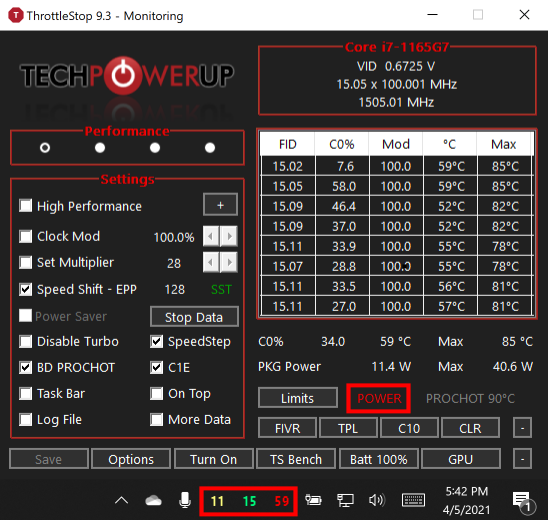 ThrottleStop 9.3 - Monitoring
TECHPOWERUP
Core i7-1165G7
VID 0.6725 V
15.05 x 100.001 MHz
1505.01 MHz
Performance
FID C0% Mod °C Max
15.02 7.6 100.0 59°C 85°C
15.05 58.0 100.0 59°C 85°C
15.09 46.4 100.0 52°C 82°C
15.09 37.0 100.0 52°C 82°C
15.11 33.9 100.0 55°C 78°C
15.07 28.8 100.0 55°C 78°C
15.11 33.5 100.0 56°C 81°C
15.11 27.0 100.0 57°C 81°C
Settings
High Performance +
Clock Mod 100.0%
Set Multiplier 28
Speed Shift - EPP 128 SST
Power Saver Stop Data
Disable Turbo SpeedStep
BD PROCHOT C1E
Task Bar On Top
Log File More Data
C0% 34.0 59 °C Max 85 °C
PKG Power 11.4 W Max 40.6 W
Limits POWER PROCHOT 90°C
FIVR TPL C10 CLR -
Save Options Turn On TS Bench Batt 100% GPU -
11 15 59
5:42 PM
4/5/2021
1